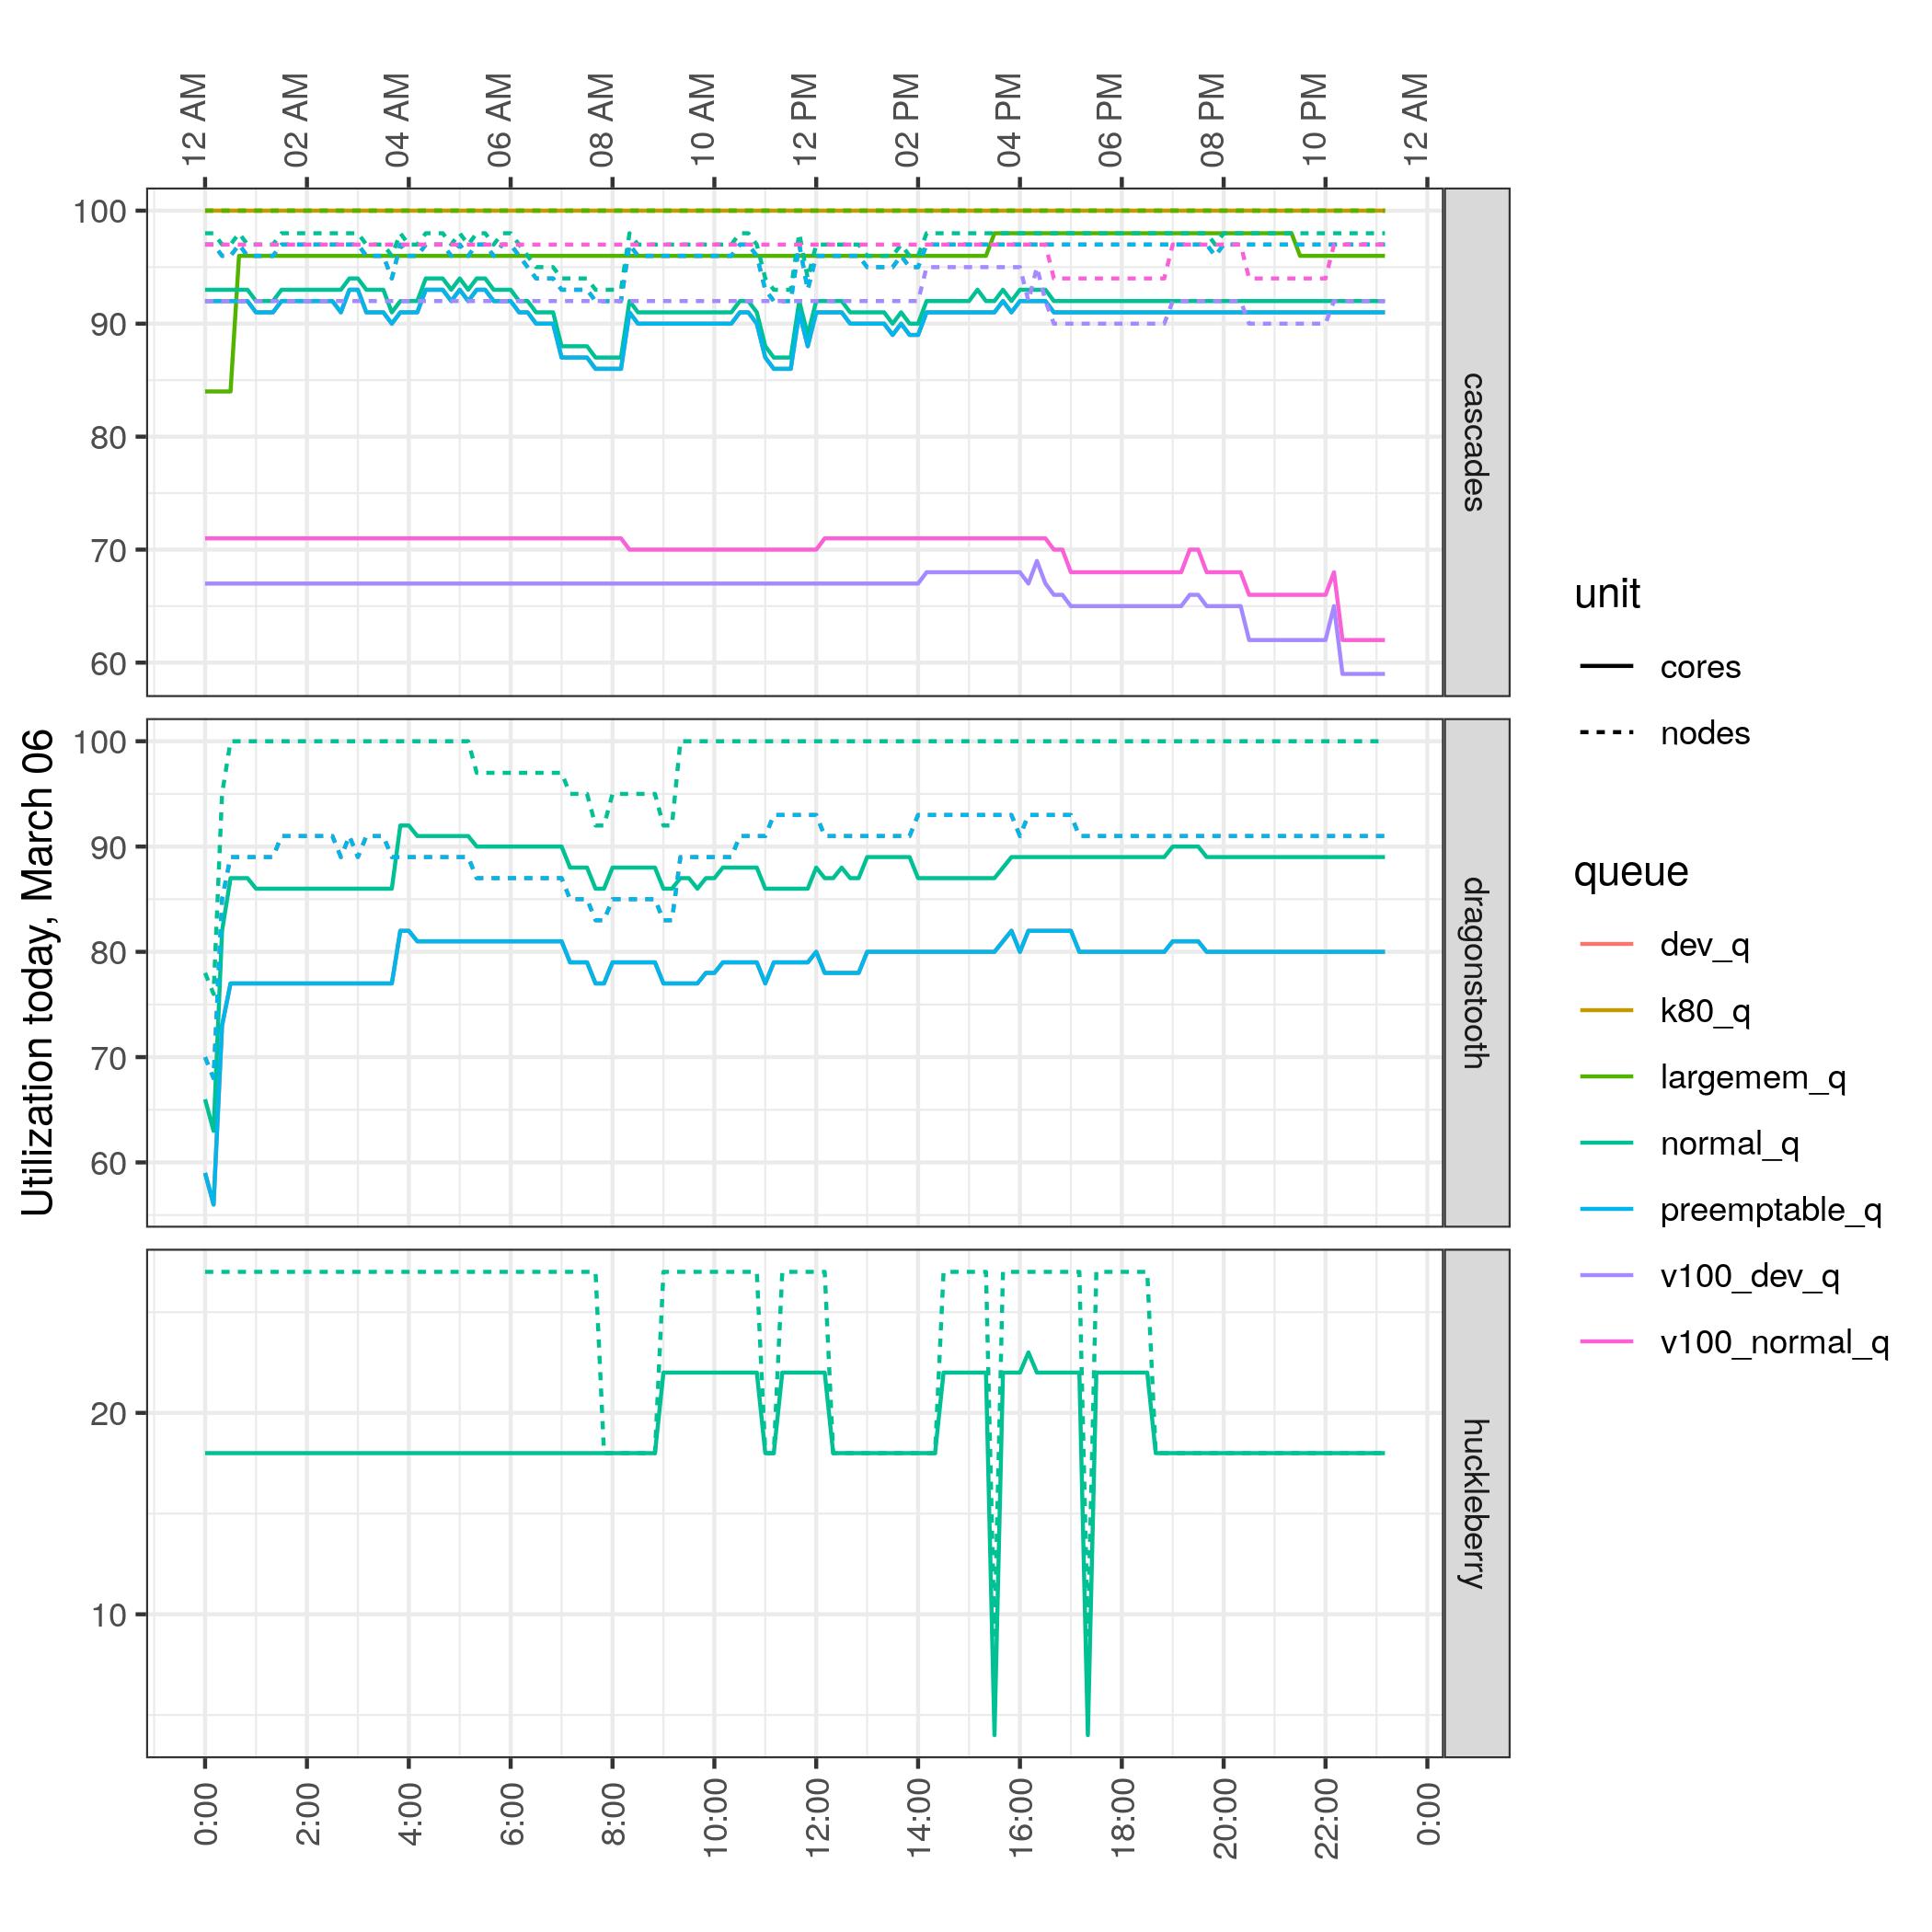 12 AM
02 AM
04 AM
06 AM
08 AM
10 AM
12 PM
02 PM
04 PM
06 PM
08 PM
10 PM
12 AM
Utilization today, March 06
100
90
80
70
60
cascades
100
90
80
70
60
dragonstooth
20
10
huckleberry
0:00
2:00
4:00
6:00
8:00
10:00
12:00
14:00
16:00
18:00
20:00
22:00
0:00
unit
cores
nodes
queue
dev_q
k80_q
largemem_q
normal_q
preemptable_q
v100_dev_q
v100_normal_q